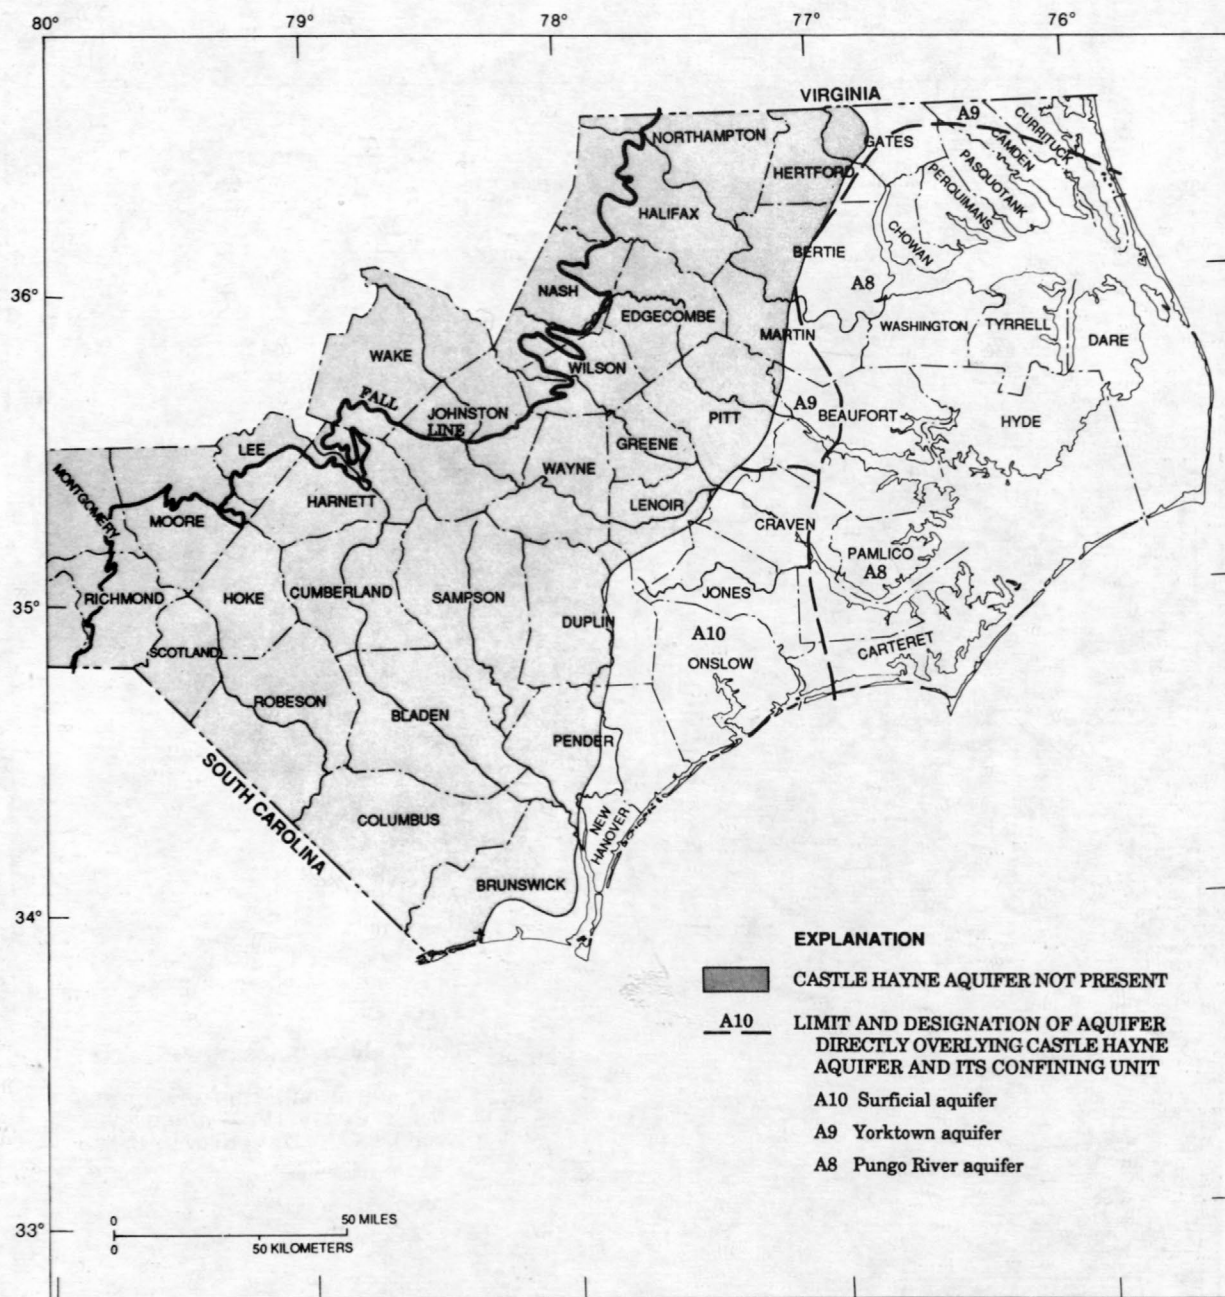 80°
79°
78°
77°
76°
VIRGINIA
A9
NORTHAMPTON
GATES
CURRITUCK
CAMDEN
PASQUOTANK
PERQUIMANS
HERTFORD
HALIFAX
CHOWAN
BERTIE
36°
NASH
A8
EDGECOMBE
MARTIN
WASHINGTON
TYRRELL
DARE
WAKE
WILSON
FALL
LINE
JOHNSTON
A9
PITT
BEAUFORT
HYDE
LEE
GREENE
WAYNE
MONTGOMERY
HARNETT
MOORE
LENOIR
CRAVEN
PAMLICO
A8
35°
RICHMOND
HOKE
CUMBERLAND
SAMPSON
DUPLIN
JONES
A10
ONSLOW
CARTERET
SCOTLAND
ROBESON
BLADEN
PENDER
SOUTH CAROLINA
COLUMBUS
NEW
HANOVER
BRUNSWICK
34°
EXPLANATION
CASTLE HAYNE AQUIFER NOT PRESENT
A10 LIMIT AND DESIGNATION OF AQUIFER
DIRECTLY OVERLYING CASTLE HAYNE
AQUIFER AND ITS CONFINING UNIT
A10 Surficial aquifer
A9 Yorktown aquifer
A8 Pungo River aquifer
33°
0 50 MILES
0 50 KILOMETERS